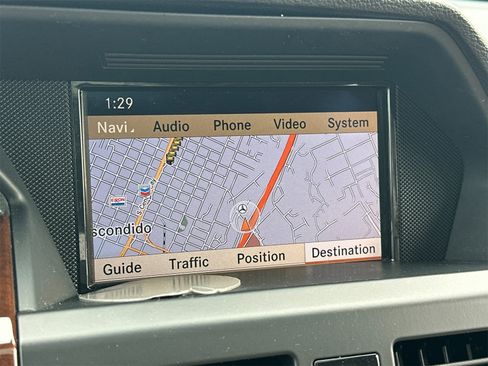 1:29
Navi Audio Phone Video System
scondido
Guide Traffic Position Destination